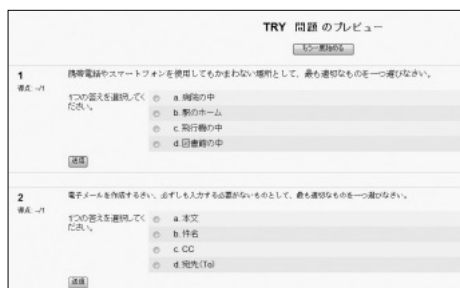 TRY 問題 のプレビュー
もう一度始める
1
得点: --/1
携帯電話やスマートフォンを使用してもかまわない場所として、最も適切なものを一つ選びなさい。
1つの答えを選択してく
ださい。
a. 病院の中
b. 駅のホーム
c. 飛行機の中
d. 図書館の中
送信
2
得点: --/1
電子メールを作成するさい、必ずしも入力する必要がないものとして、最も適切なものを一つ選びなさい。
1つの答えを選択してく
ださい。
a. 本文
b. 件名
c. CC
d. 宛先(To)
送信